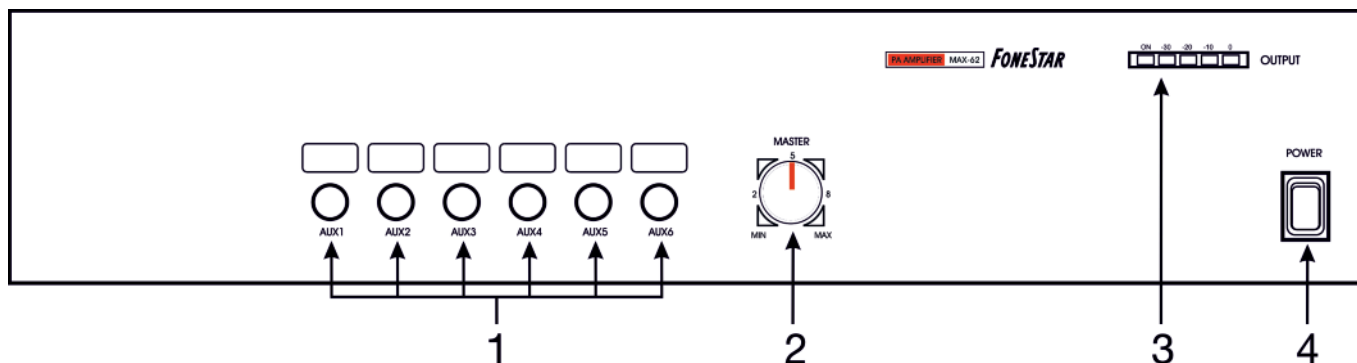 PA AMPLIFIER MAX-62 FONESTAR
ON -30 -20 -10 0
OUTPUT
MASTER
5
2 8
MIN MAX
POWER
AUX1 AUX2 AUX3 AUX4 AUX5 AUX6
1 2 3 4